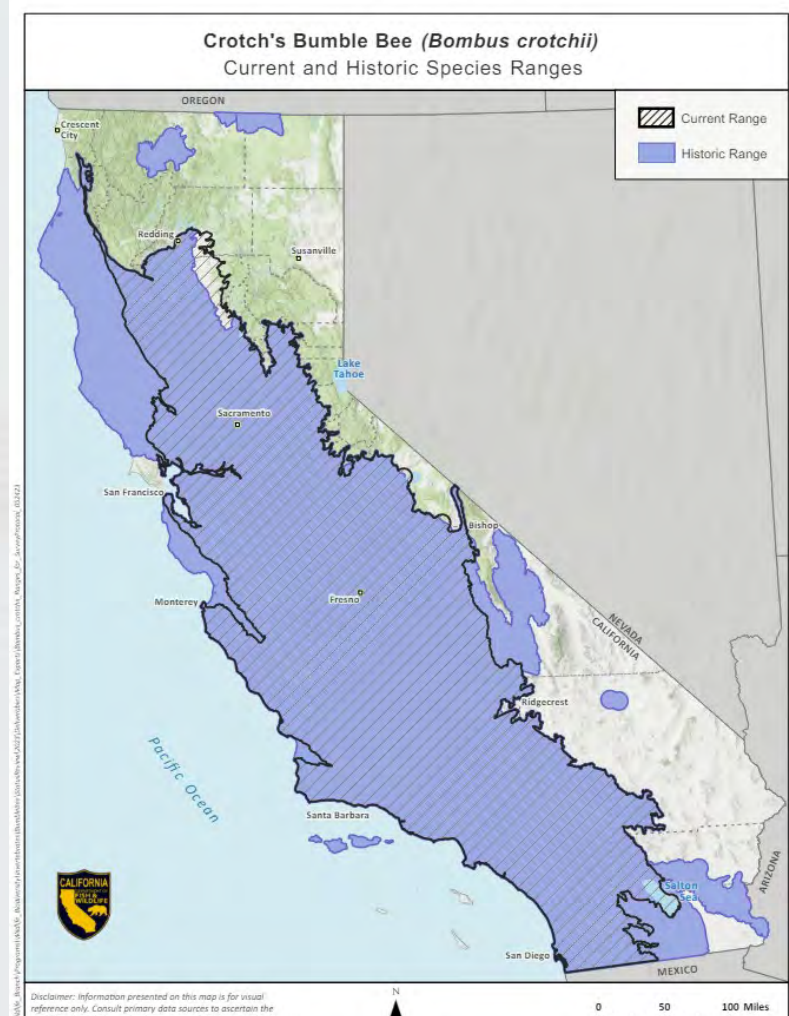 Crotch's Bumble Bee (Bombus crotchii)
Current and Historic Species Ranges
OREGON
Current Range
Historic Range
Crescent
City
Redding
Susanville
Lake
Tahoe
Sacramento
San Francisco
Bishop
Fresno
Monterey
NEVADA
CALIFORNIA
Ridgecrest
Pacific Ocean
Santa Barbara
CALIFORNIA
FISH &
WILDLIFE
Salton
Sea
ARIZONA
San Diego
MEXICO
Disclaimer: Information presented on this map is for visual
reference only. Consult primary data sources to ascertain the
N
0 50 100 Miles